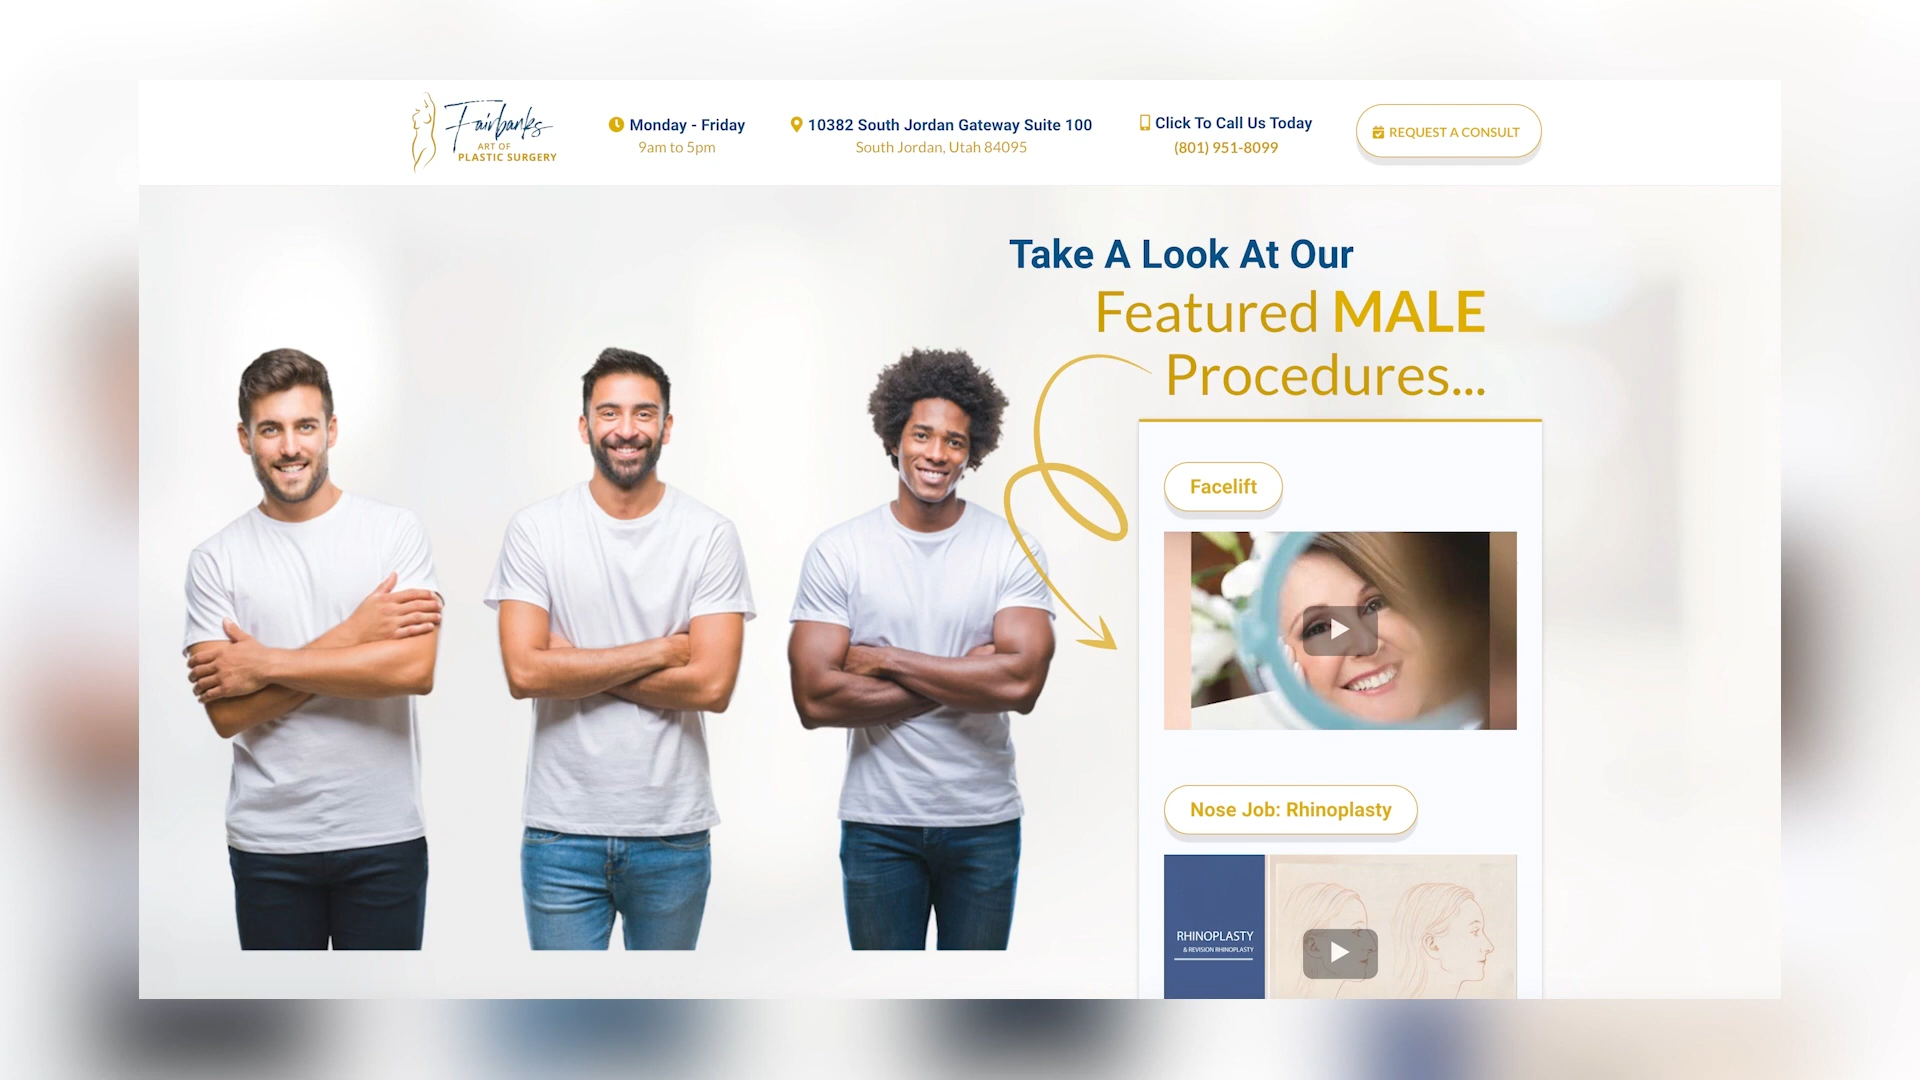 Fairbanks
ART OF
PLASTIC SURGERY
Monday - Friday
9am to 5pm
10382 South Jordan Gateway Suite 100
South Jordan, Utah 84095
Click To Call Us Today
(801) 951-8099
REQUEST A CONSULT
Take A Look At Our
Featured MALE
Procedures...
Facelift
Nose Job: Rhinoplasty
RHINOPLASTY
& REVISION RHINOPLASTY